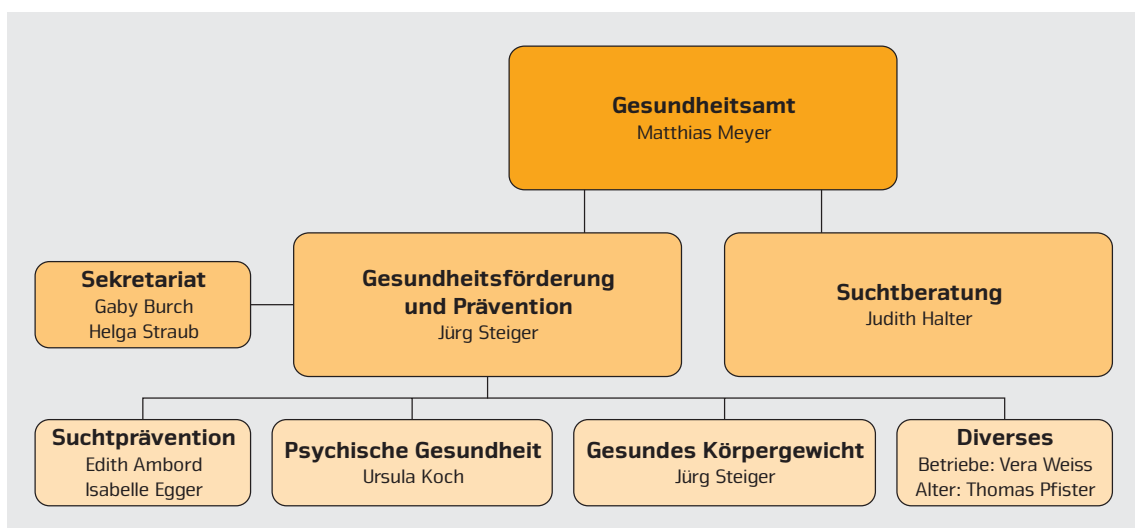 Gesundheitsamt
Matthias Meyer
Sekretariat
Gaby Burch
Helga Straub
Gesundheitsförderung
und Prävention
Jürg Steiger
Suchtberatung
Judith Halter
Suchtprävention
Edith Ambord
Isabelle Egger
Psychische Gesundheit
Ursula Koch
Gesundes Körpergewicht
Jürg Steiger
Diverses
Betriebe: Vera Weiss
Alter: Thomas Pfister